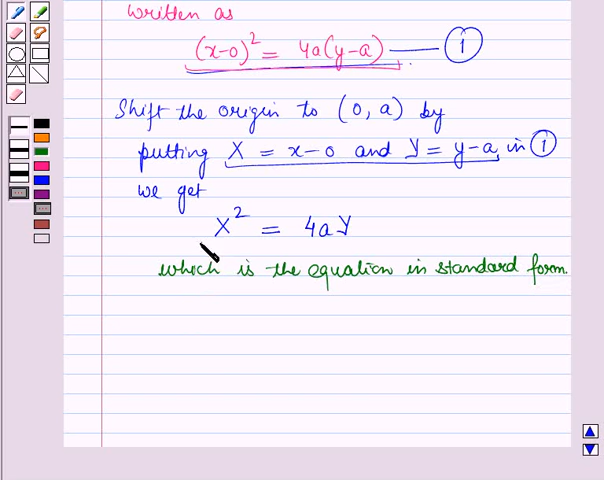 written as
(x-0)² = 4a(y-a) —— ①
Shift the origin to (0, a) by
putting X = x-0 and Y = y-a, in ①
we get
X² = 4aY
which is the equation in standard form.